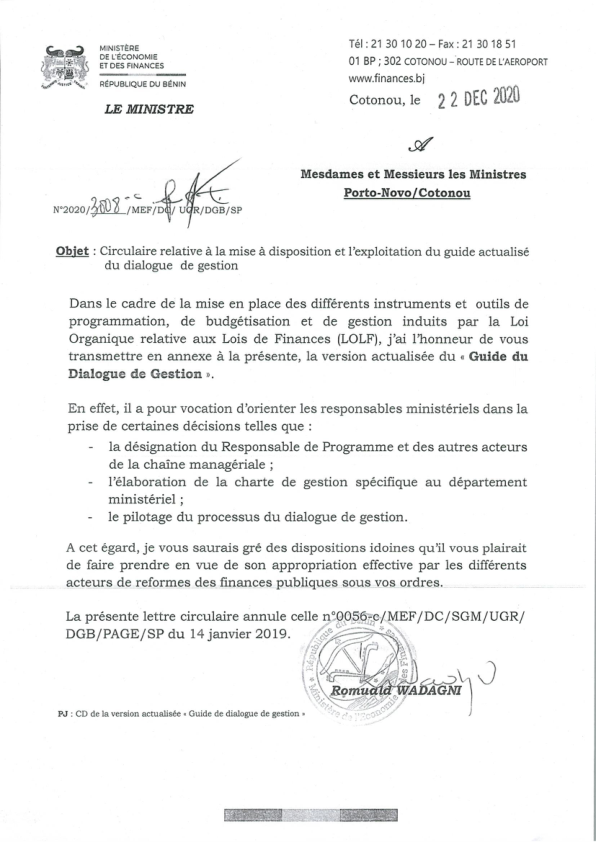 MINISTÈRE
DE L'ÉCONOMIE
ET DES FINANCES
RÉPUBLIQUE DU BÉNIN
LE MINISTRE
Tél : 21 30 10 20 – Fax : 21 30 18 51
01 BP ; 302 COTONOU – ROUTE DE L'AEROPORT
www.finances.bj
Cotonou, le 22 DEC 2020
A
Mesdames et Messieurs les Ministres
Porto-Novo/Cotonou
N°2020/3008-c/MEF/DC/ UGR/DGB/SP
Objet : Circulaire relative à la mise à disposition et l'exploitation du guide actualisé
du dialogue de gestion
Dans le cadre de la mise en place des différents instruments et outils de
programmation, de budgétisation et de gestion induits par la Loi
Organique relative aux Lois de Finances (LOLF), j'ai l'honneur de vous
transmettre en annexe à la présente, la version actualisée du « Guide du
Dialogue de Gestion ».
En effet, il a pour vocation d'orienter les responsables ministériels dans la
prise de certaines décisions telles que :
- la désignation du Responsable de Programme et des autres acteurs
de la chaîne managériale ;
- l'élaboration de la charte de gestion spécifique au département
ministériel ;
- le pilotage du processus du dialogue de gestion.
A cet égard, je vous saurais gré des dispositions idoines qu'il vous plairait
de faire prendre en vue de son appropriation effective par les différents
acteurs de reformes des finances publiques sous vos ordres.
La présente lettre circulaire annule celle n°0056-c/MEF/DC/SGM/UGR/
DGB/PAGE/SP du 14 janvier 2019.
République du Bénin
Ministère de l'Economie
Romuald WADAGNI
PJ : CD de la version actualisée « Guide de dialogue de gestion »